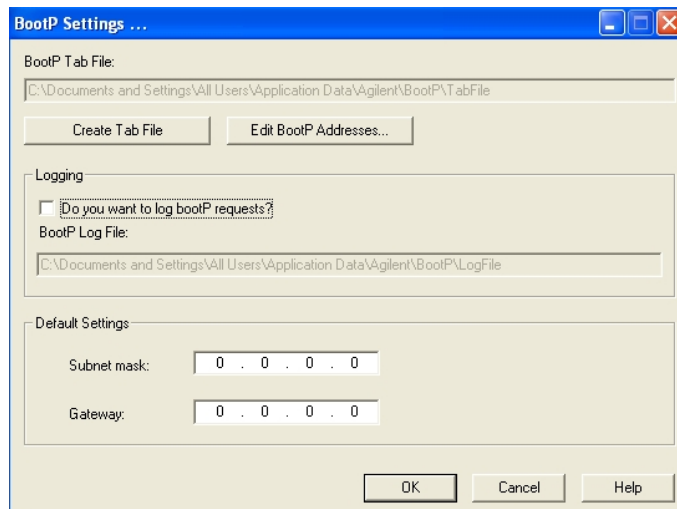 BootP Settings ...
BootP Tab File:
C:\Documents and Settings\All Users\Application Data\Agilent\BootP\TabFile
Create Tab File Edit BootP Addresses...
Logging
Do you want to log bootP requests?
BootP Log File:
C:\Documents and Settings\All Users\Application Data\Agilent\BootP\LogFile
Default Settings
Subnet mask: 0 . 0 . 0 . 0
Gateway: 0 . 0 . 0 . 0
OK Cancel Help